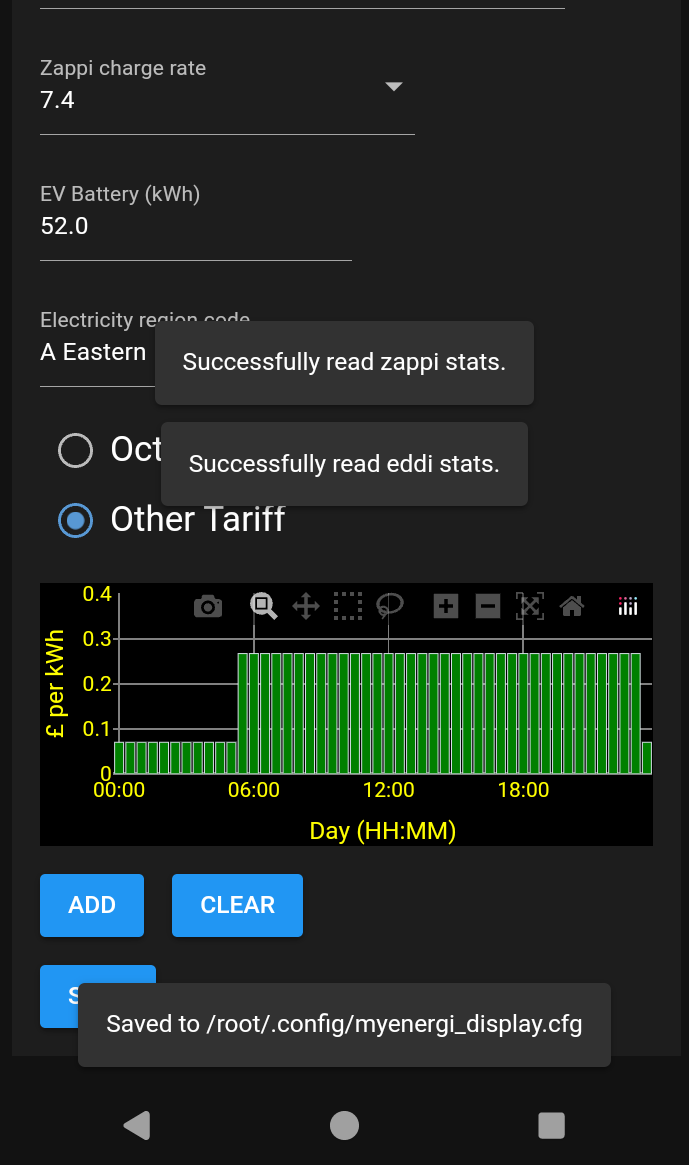 Zappi charge rate
7.4
EV Battery (kWh)
52.0
Electricity region code
A Eastern
Successfully read zappi stats.
Oct
Successfully read eddi stats.
Other Tariff
0.4
0.3
0.2
0.1
0
£ per kWh
00:00 06:00 12:00 18:00
Day (HH:MM)
ADD CLEAR
S
Saved to /root/.config/myenergi_display.cfg